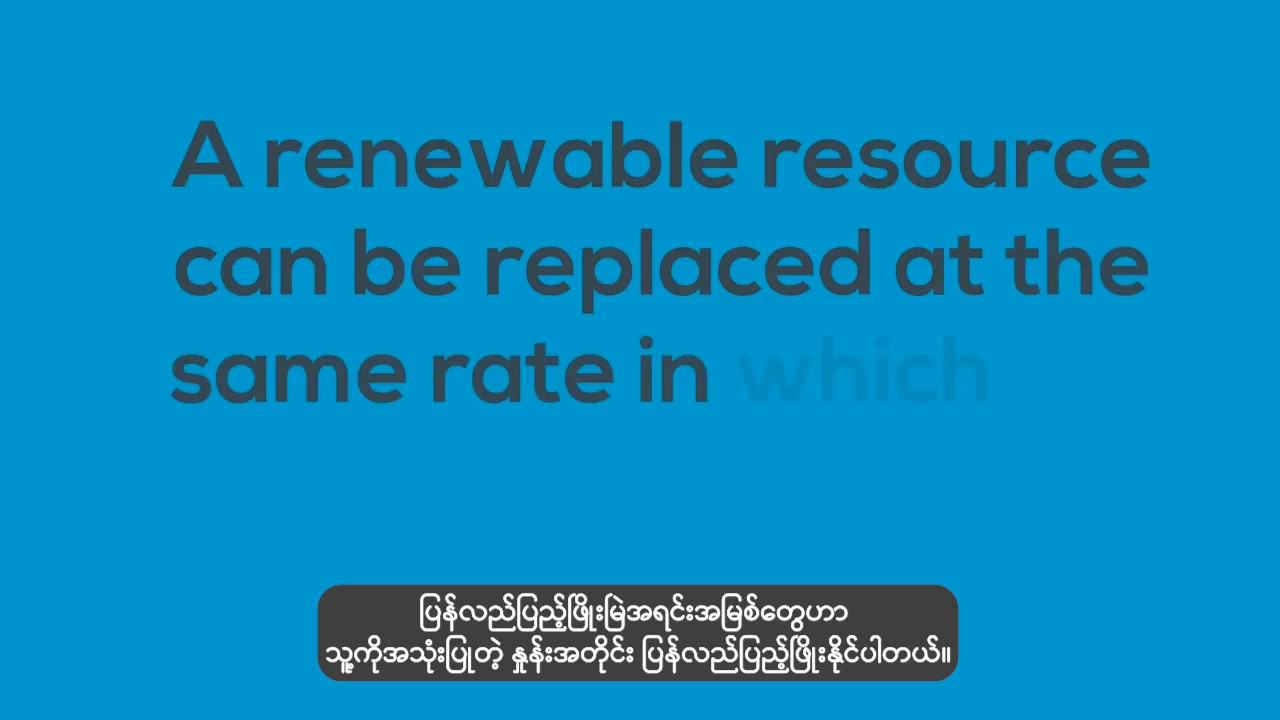 A renewable resource
can be replaced at the
same rate in which
ပြန်လည်ပြည့်ဖြိုးမြဲအရင်းအမြစ်တွေဟာ
သူ့ကိုအသုံးပြုတဲ့ နှုန်းအတိုင်း ပြန်လည်ပြည့်ဖြိုးနိုင်ပါတယ်။